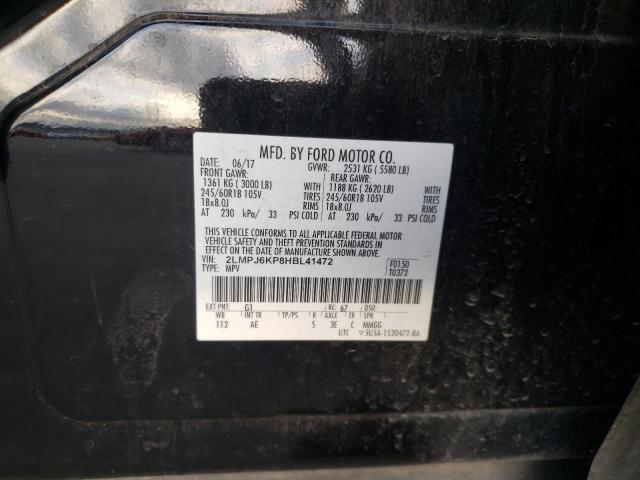 MFD. BY FORD MOTOR CO.
DATE: 06/17 GVWR: 2531 KG ( 5580 LB)
FRONT GAWR: REAR GAWR:
1361 KG ( 3000 LB) 1188 KG ( 2620 LB)
245/60R18 105V TIRES 245/60R18 105V TIRES
18x8.0J RIMS 18x8.0J RIMS
AT 230 kPa/ 33 PSI COLD AT 230 kPa/ 33 PSI COLD
THIS VEHICLE CONFORMS TO ALL APPLICABLE FEDERAL MOTOR
VEHICLE SAFETY AND THEFT PREVENTION STANDARDS IN
EFFECT ON THE DATE OF MANUFACTURE SHOWN ABOVE.
VIN: 2LMPJ6KP8HBL41472 F0150
TYPE: MPV T0372
EXT PNT: G1 RC: 67 DSO:
WB INT TR TP/PS R AXLE TR SPR
112 AE S 3E C MMGG
UTC ▽5U5A-1520472-BA